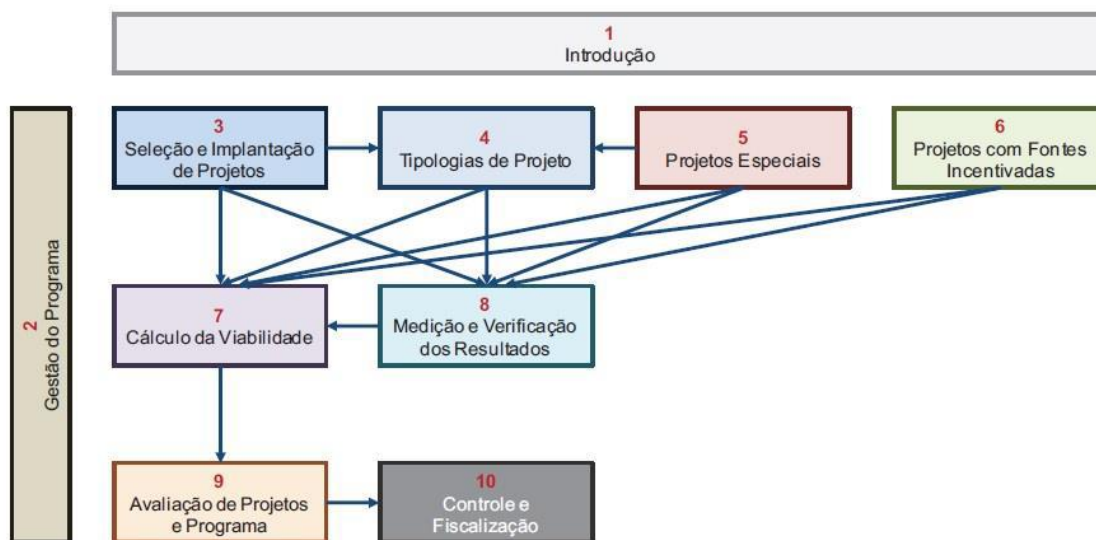 1
Introdução
2
Gestão do Programa
3
Seleção e Implantação
de Projetos
4
Tipologias de Projeto
5
Projetos Especiais
6
Projetos com Fontes
Incentivadas
7
Cálculo da Viabilidade
8
Medição e Verificação
dos Resultados
9
Avaliação de Projetos
e Programa
10
Controle e
Fiscalização